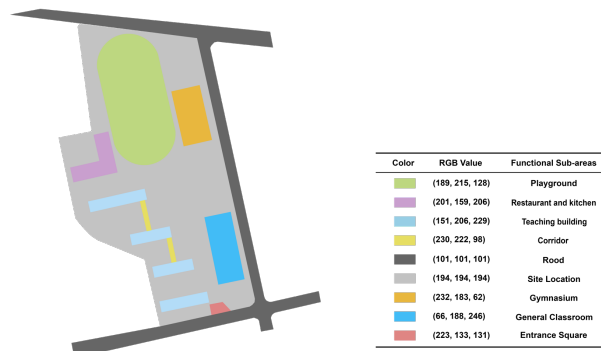 Color RGB Value Functional Sub-areas
(189, 215, 128) Playground
(201, 159, 206) Restaurant and kitchen
(151, 206, 229) Teaching building
(230, 222, 98) Corridor
(101, 101, 101) Rood
(194, 194, 194) Site Location
(232, 183, 62) Gymnasium
(66, 188, 246) General Classroom
(223, 133, 131) Entrance Square